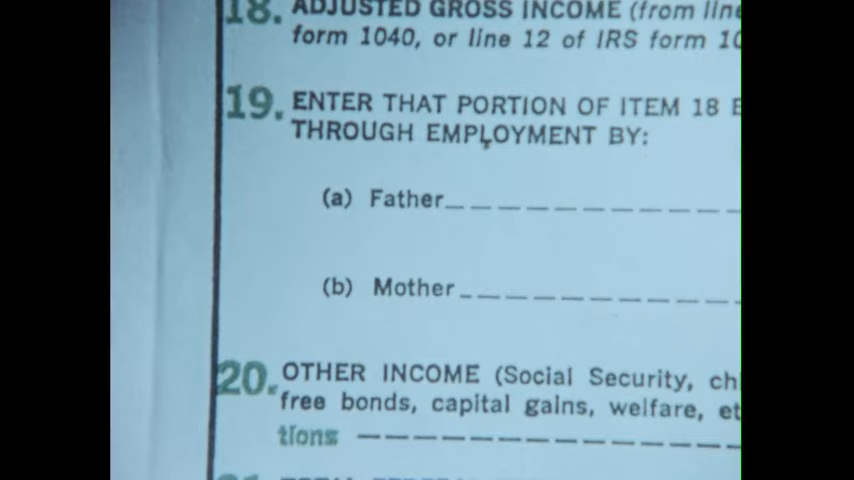 18. ADJUSTED GROSS INCOME (from line
form 1040, or line 12 of IRS form
19. ENTER THAT PORTION OF ITEM 18
THROUGH EMPLOYMENT BY:
(a) Father
(b) Mother
20. OTHER INCOME (Social Security,
free bonds, capital gains, welfare,
tions